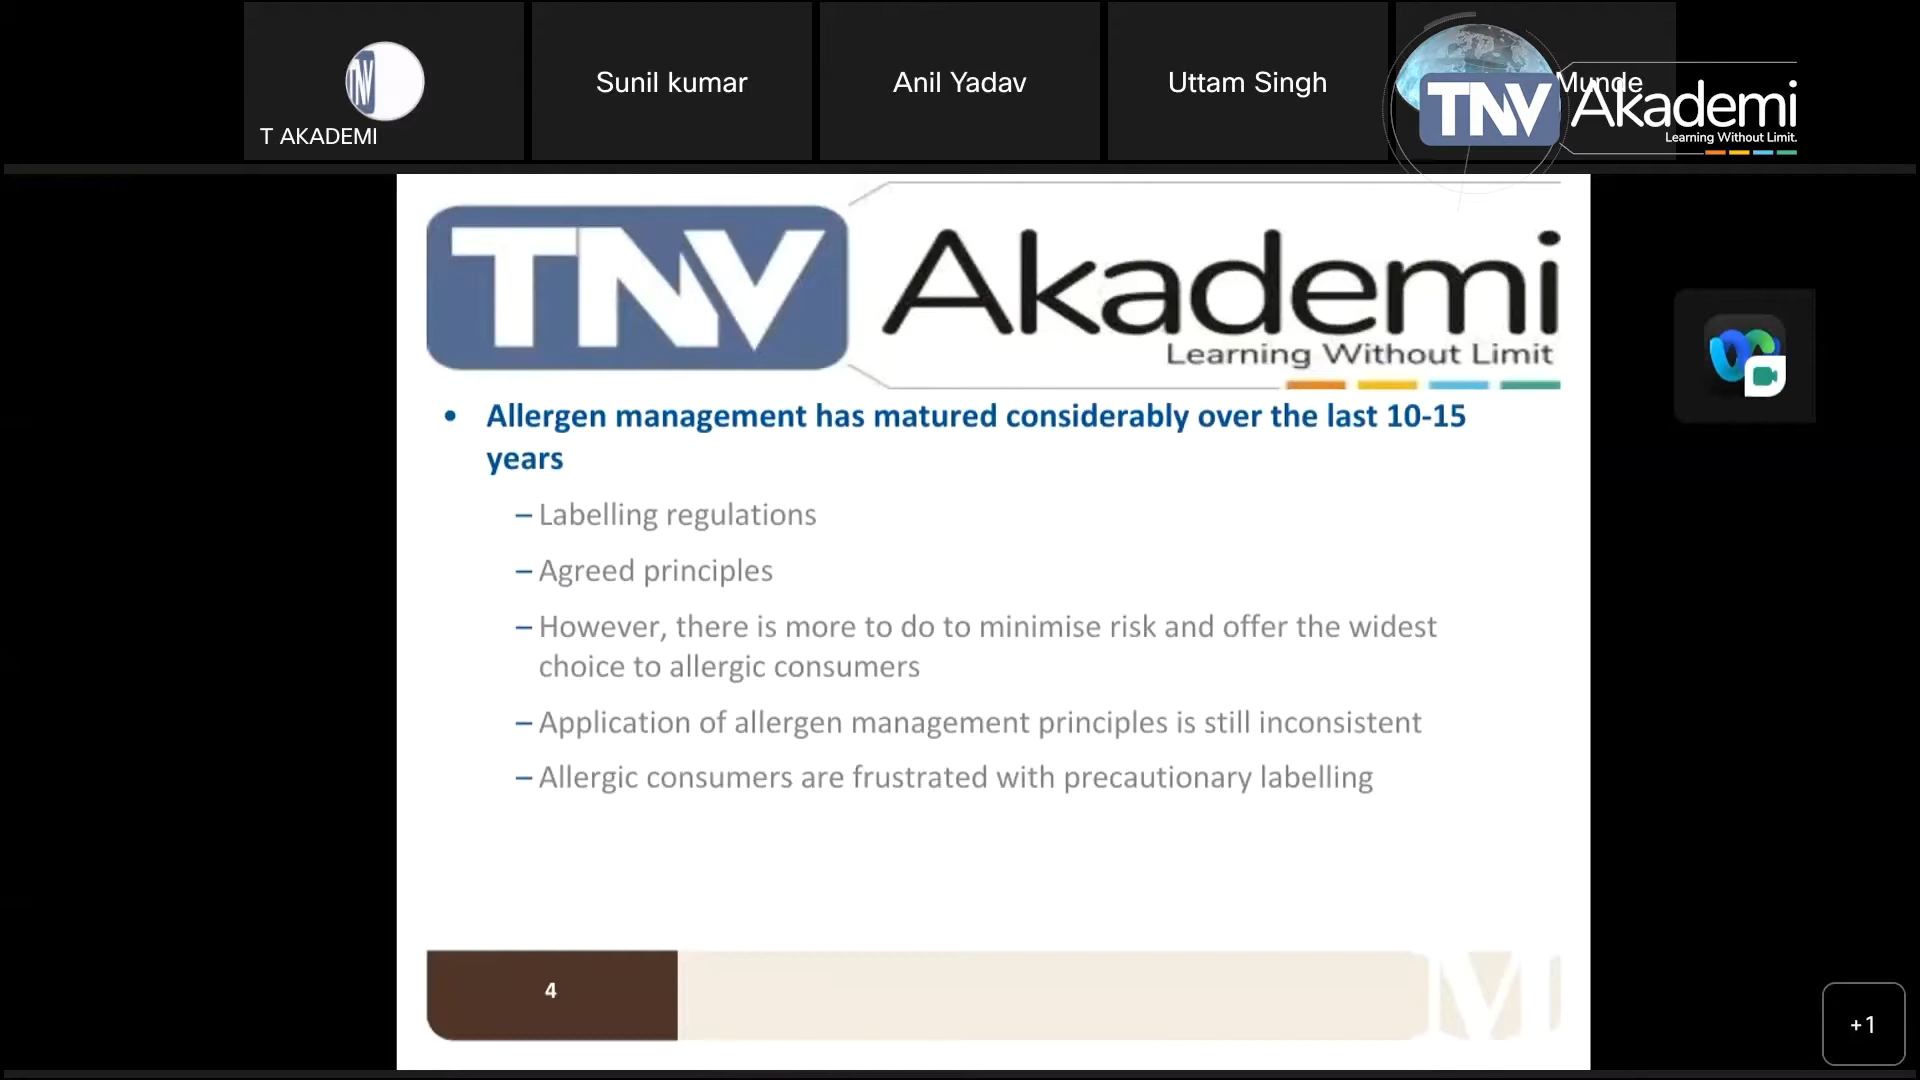 T AKADEMI
Sunil kumar
Anil Yadav
Uttam Singh
Munde
TNV Akademi
Learning Without Limit.
TNV Akademi
Learning Without Limit
• Allergen management has matured considerably over the last 10-15
years
– Labelling regulations
– Agreed principles
– However, there is more to do to minimise risk and offer the widest
choice to allergic consumers
– Application of allergen management principles is still inconsistent
– Allergic consumers are frustrated with precautionary labelling
4
+1